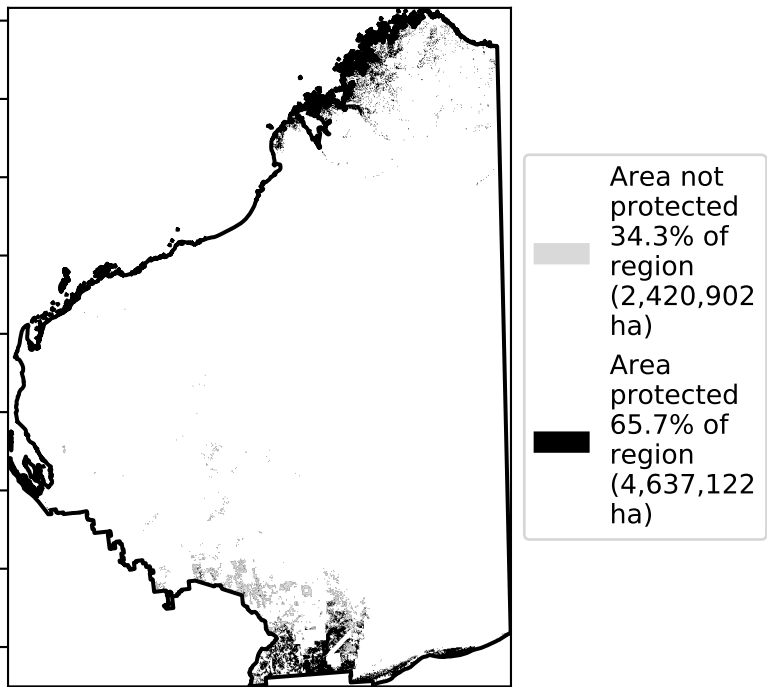 Area not
protected
34.3% of
region
(2,420,902
ha)
Area
protected
65.7% of
region
(4,637,122
ha)